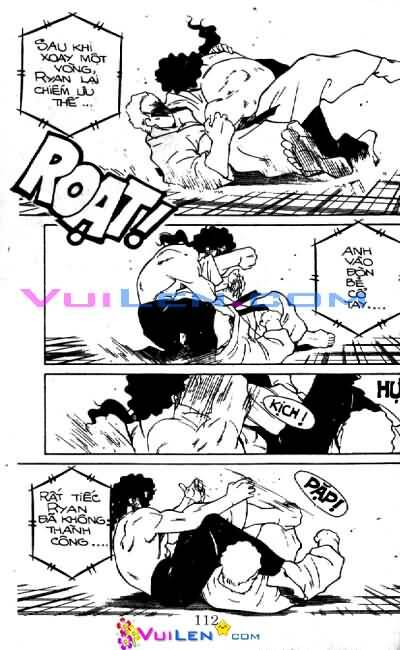 SAU KHI
XOAY MỘT
VÒNG,
RYAN LẠI
CHIẾM ƯU
THẾ...
ROẠT!
ANH
VÀO
ĐÒN
BẺ
CỔ
TAY....
VUILEN.COM
KỊCH!
HỰ
RẤT TIẾC
RYAN
ĐÃ KHÔNG
THÀNH
CÔNG....
PẶP!
112
VUILEN.COM